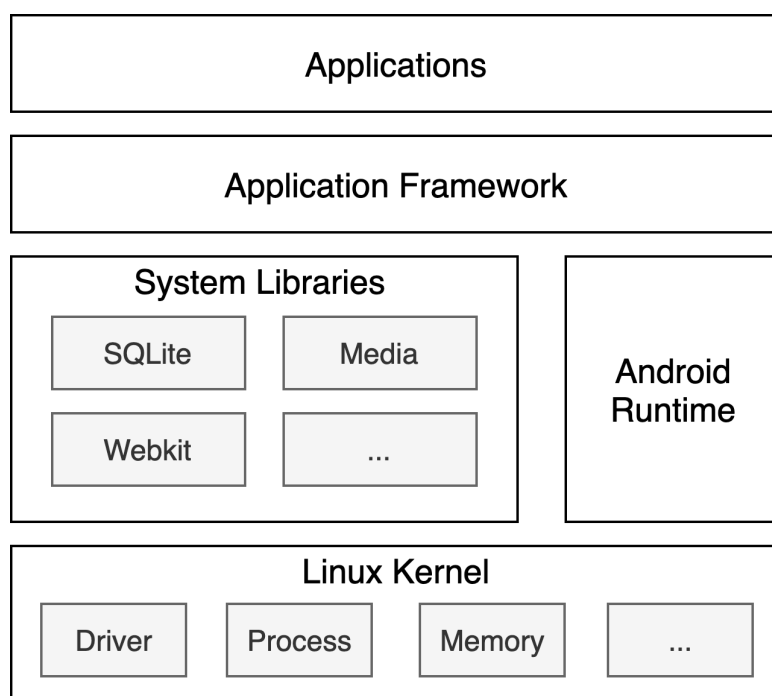 Applications
Application Framework
System Libraries
SQLite
Media
Webkit
...
Android
Runtime
Linux Kernel
Driver
Process
Memory
...